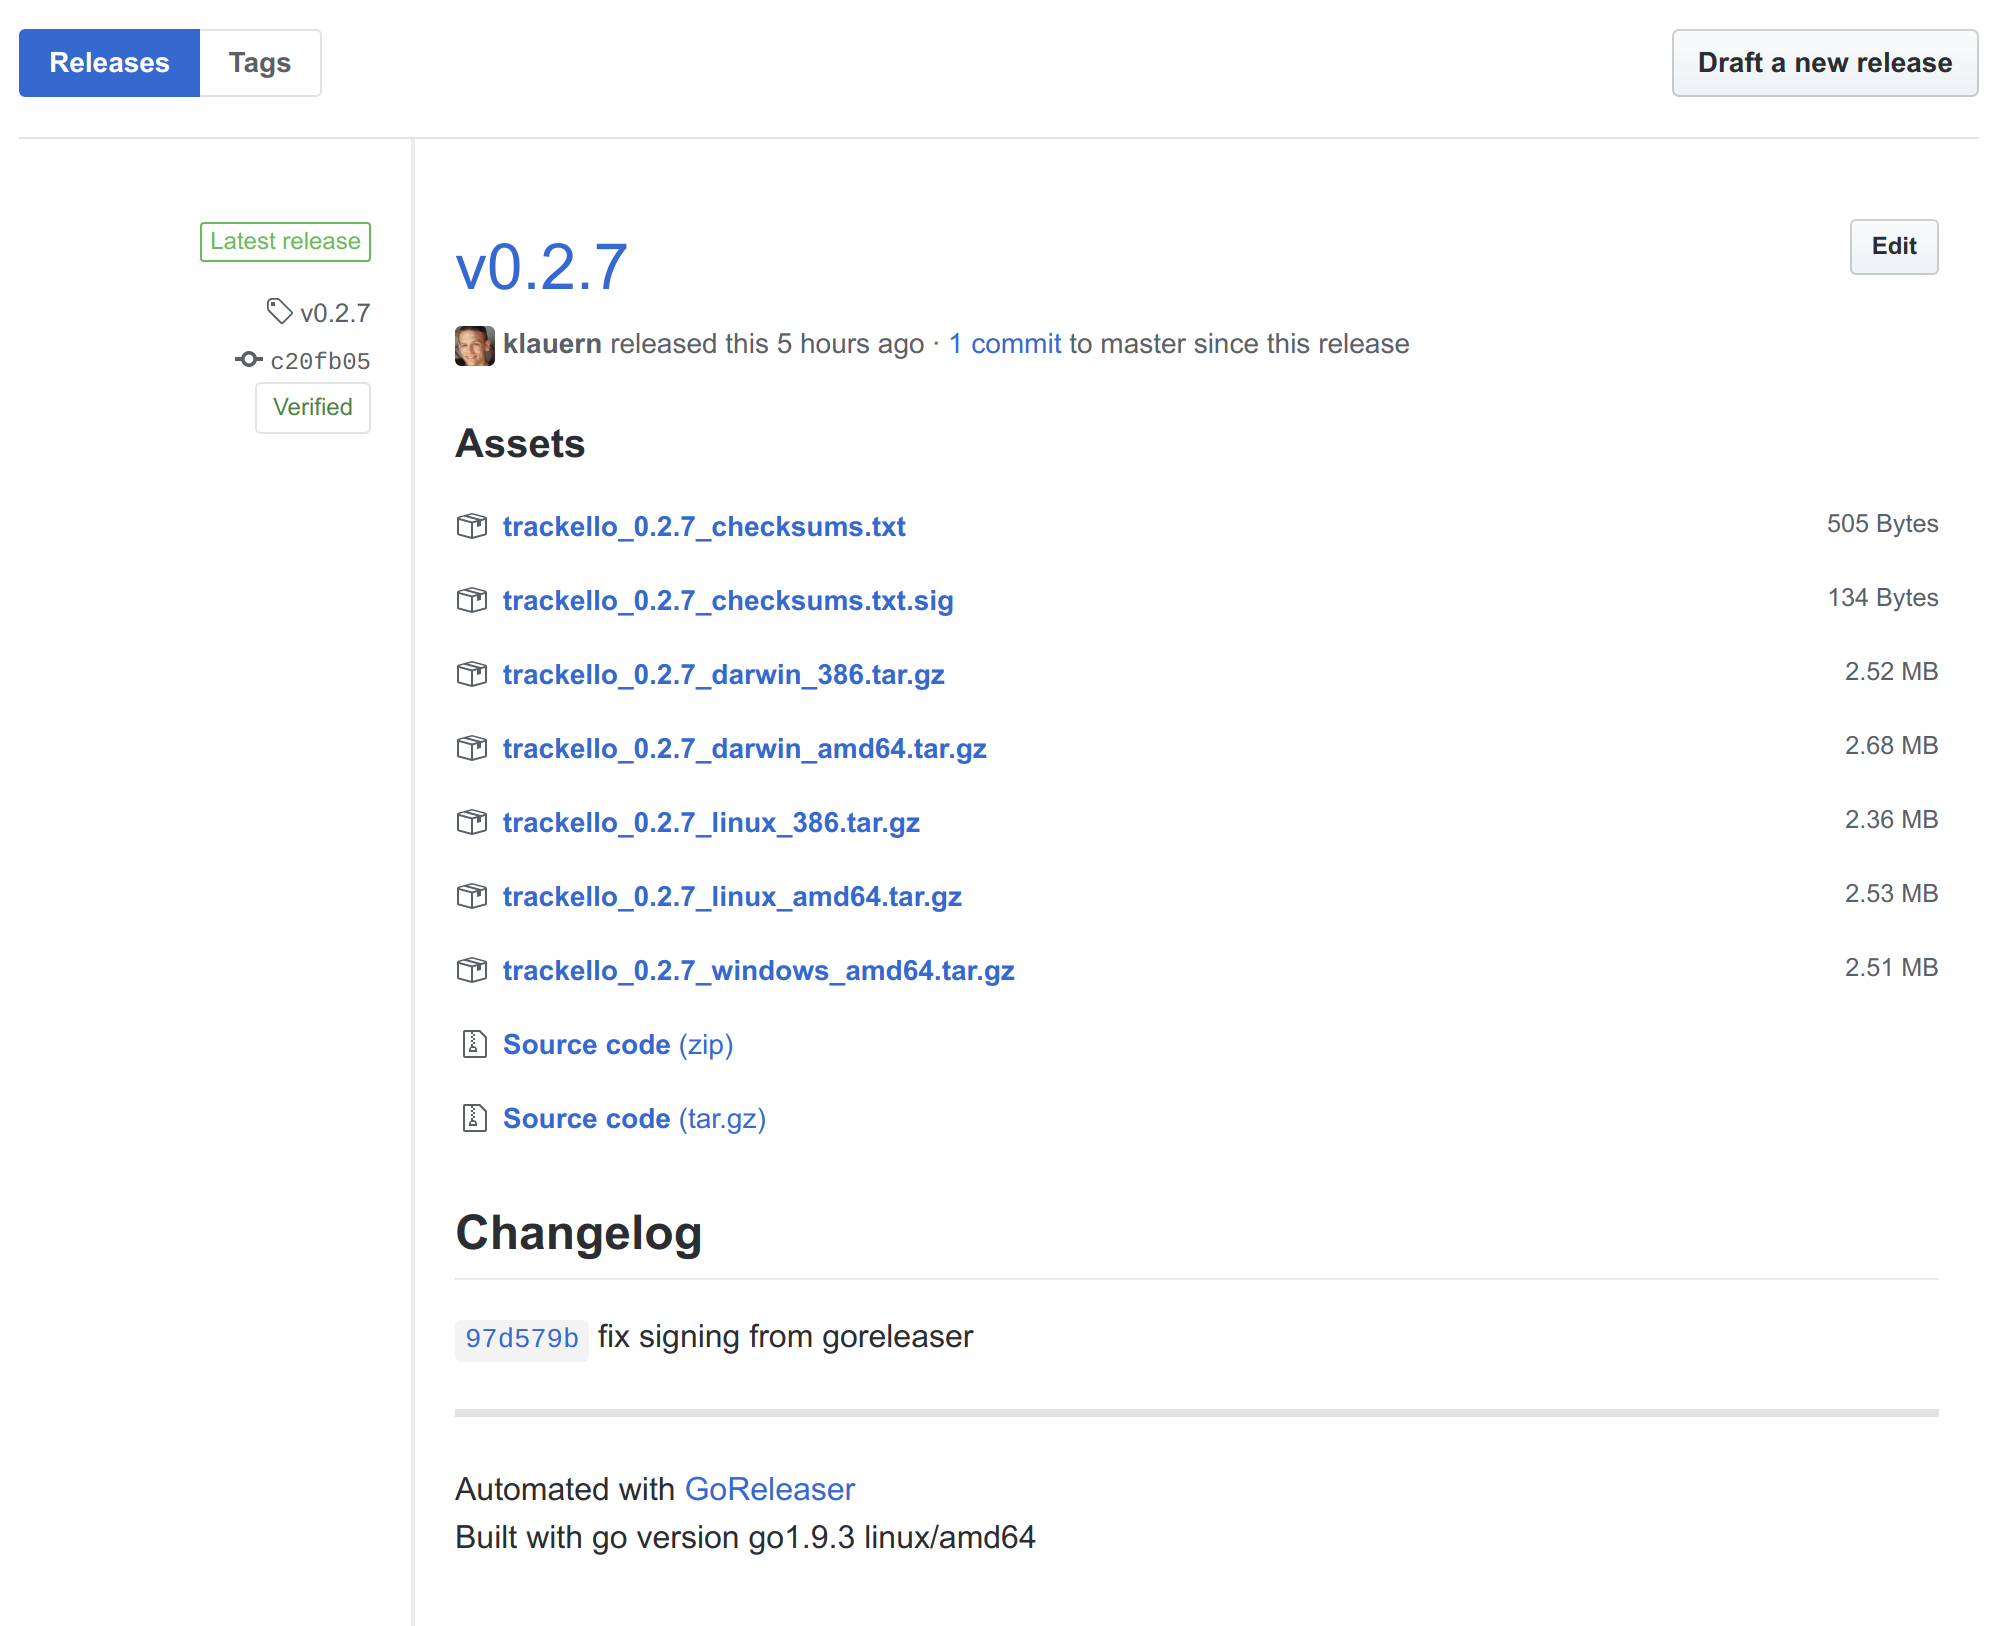 Releases Tags Draft a new release
Latest release
v0.2.7
c20fb05
Verified
v0.2.7 Edit
klauern released this 5 hours ago · 1 commit to master since this release
Assets
trackello_0.2.7_checksums.txt 505 Bytes
trackello_0.2.7_checksums.txt.sig 134 Bytes
trackello_0.2.7_darwin_386.tar.gz 2.52 MB
trackello_0.2.7_darwin_amd64.tar.gz 2.68 MB
trackello_0.2.7_linux_386.tar.gz 2.36 MB
trackello_0.2.7_linux_amd64.tar.gz 2.53 MB
trackello_0.2.7_windows_amd64.tar.gz 2.51 MB
Source code (zip)
Source code (tar.gz)
Changelog
97d579b fix signing from goreleaser
Automated with GoReleaser
Built with go version go1.9.3 linux/amd64